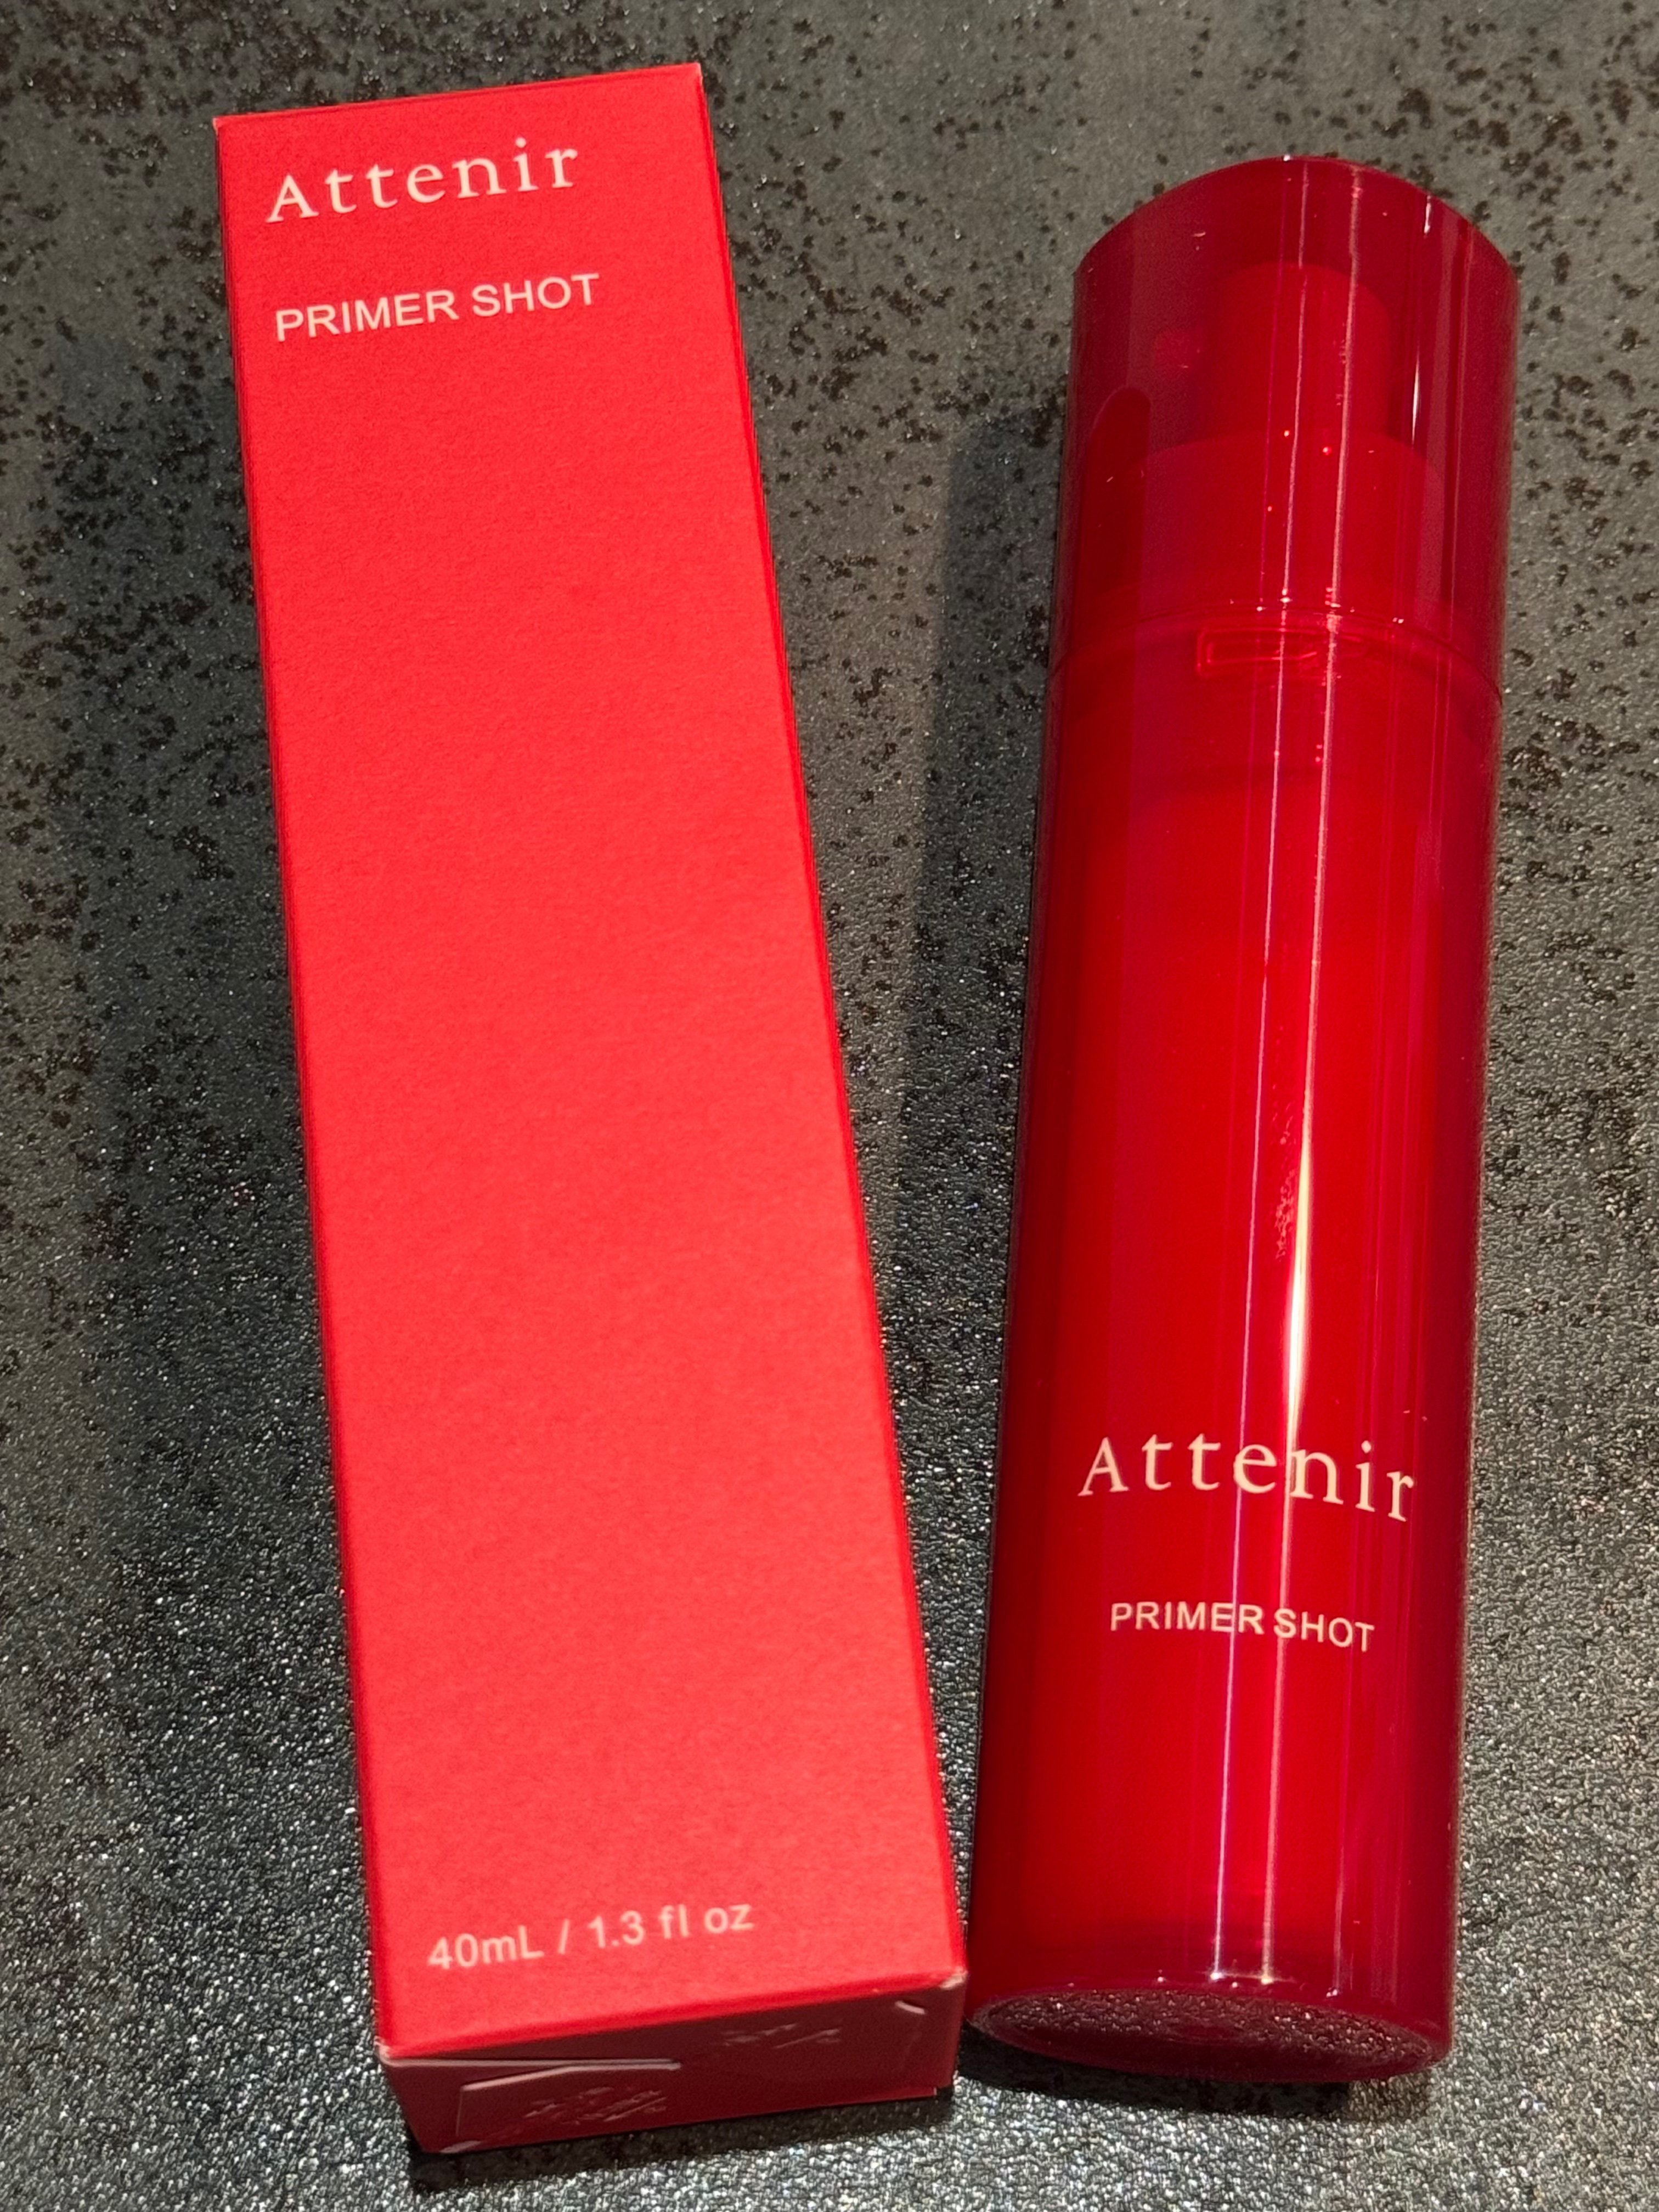 Attenir
PRIMER SHOT
40mL / 1.3 fl oz
Attenir
PRIMER SHOT